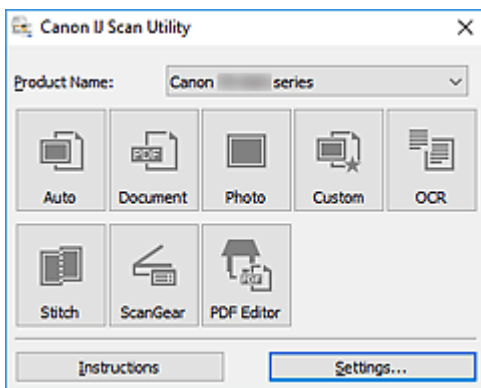 Canon IJ Scan Utility
Product Name: Canon series
Auto Document Photo Custom OCR
PDF
Stitch ScanGear PDF Editor
PDF
Instructions Settings...